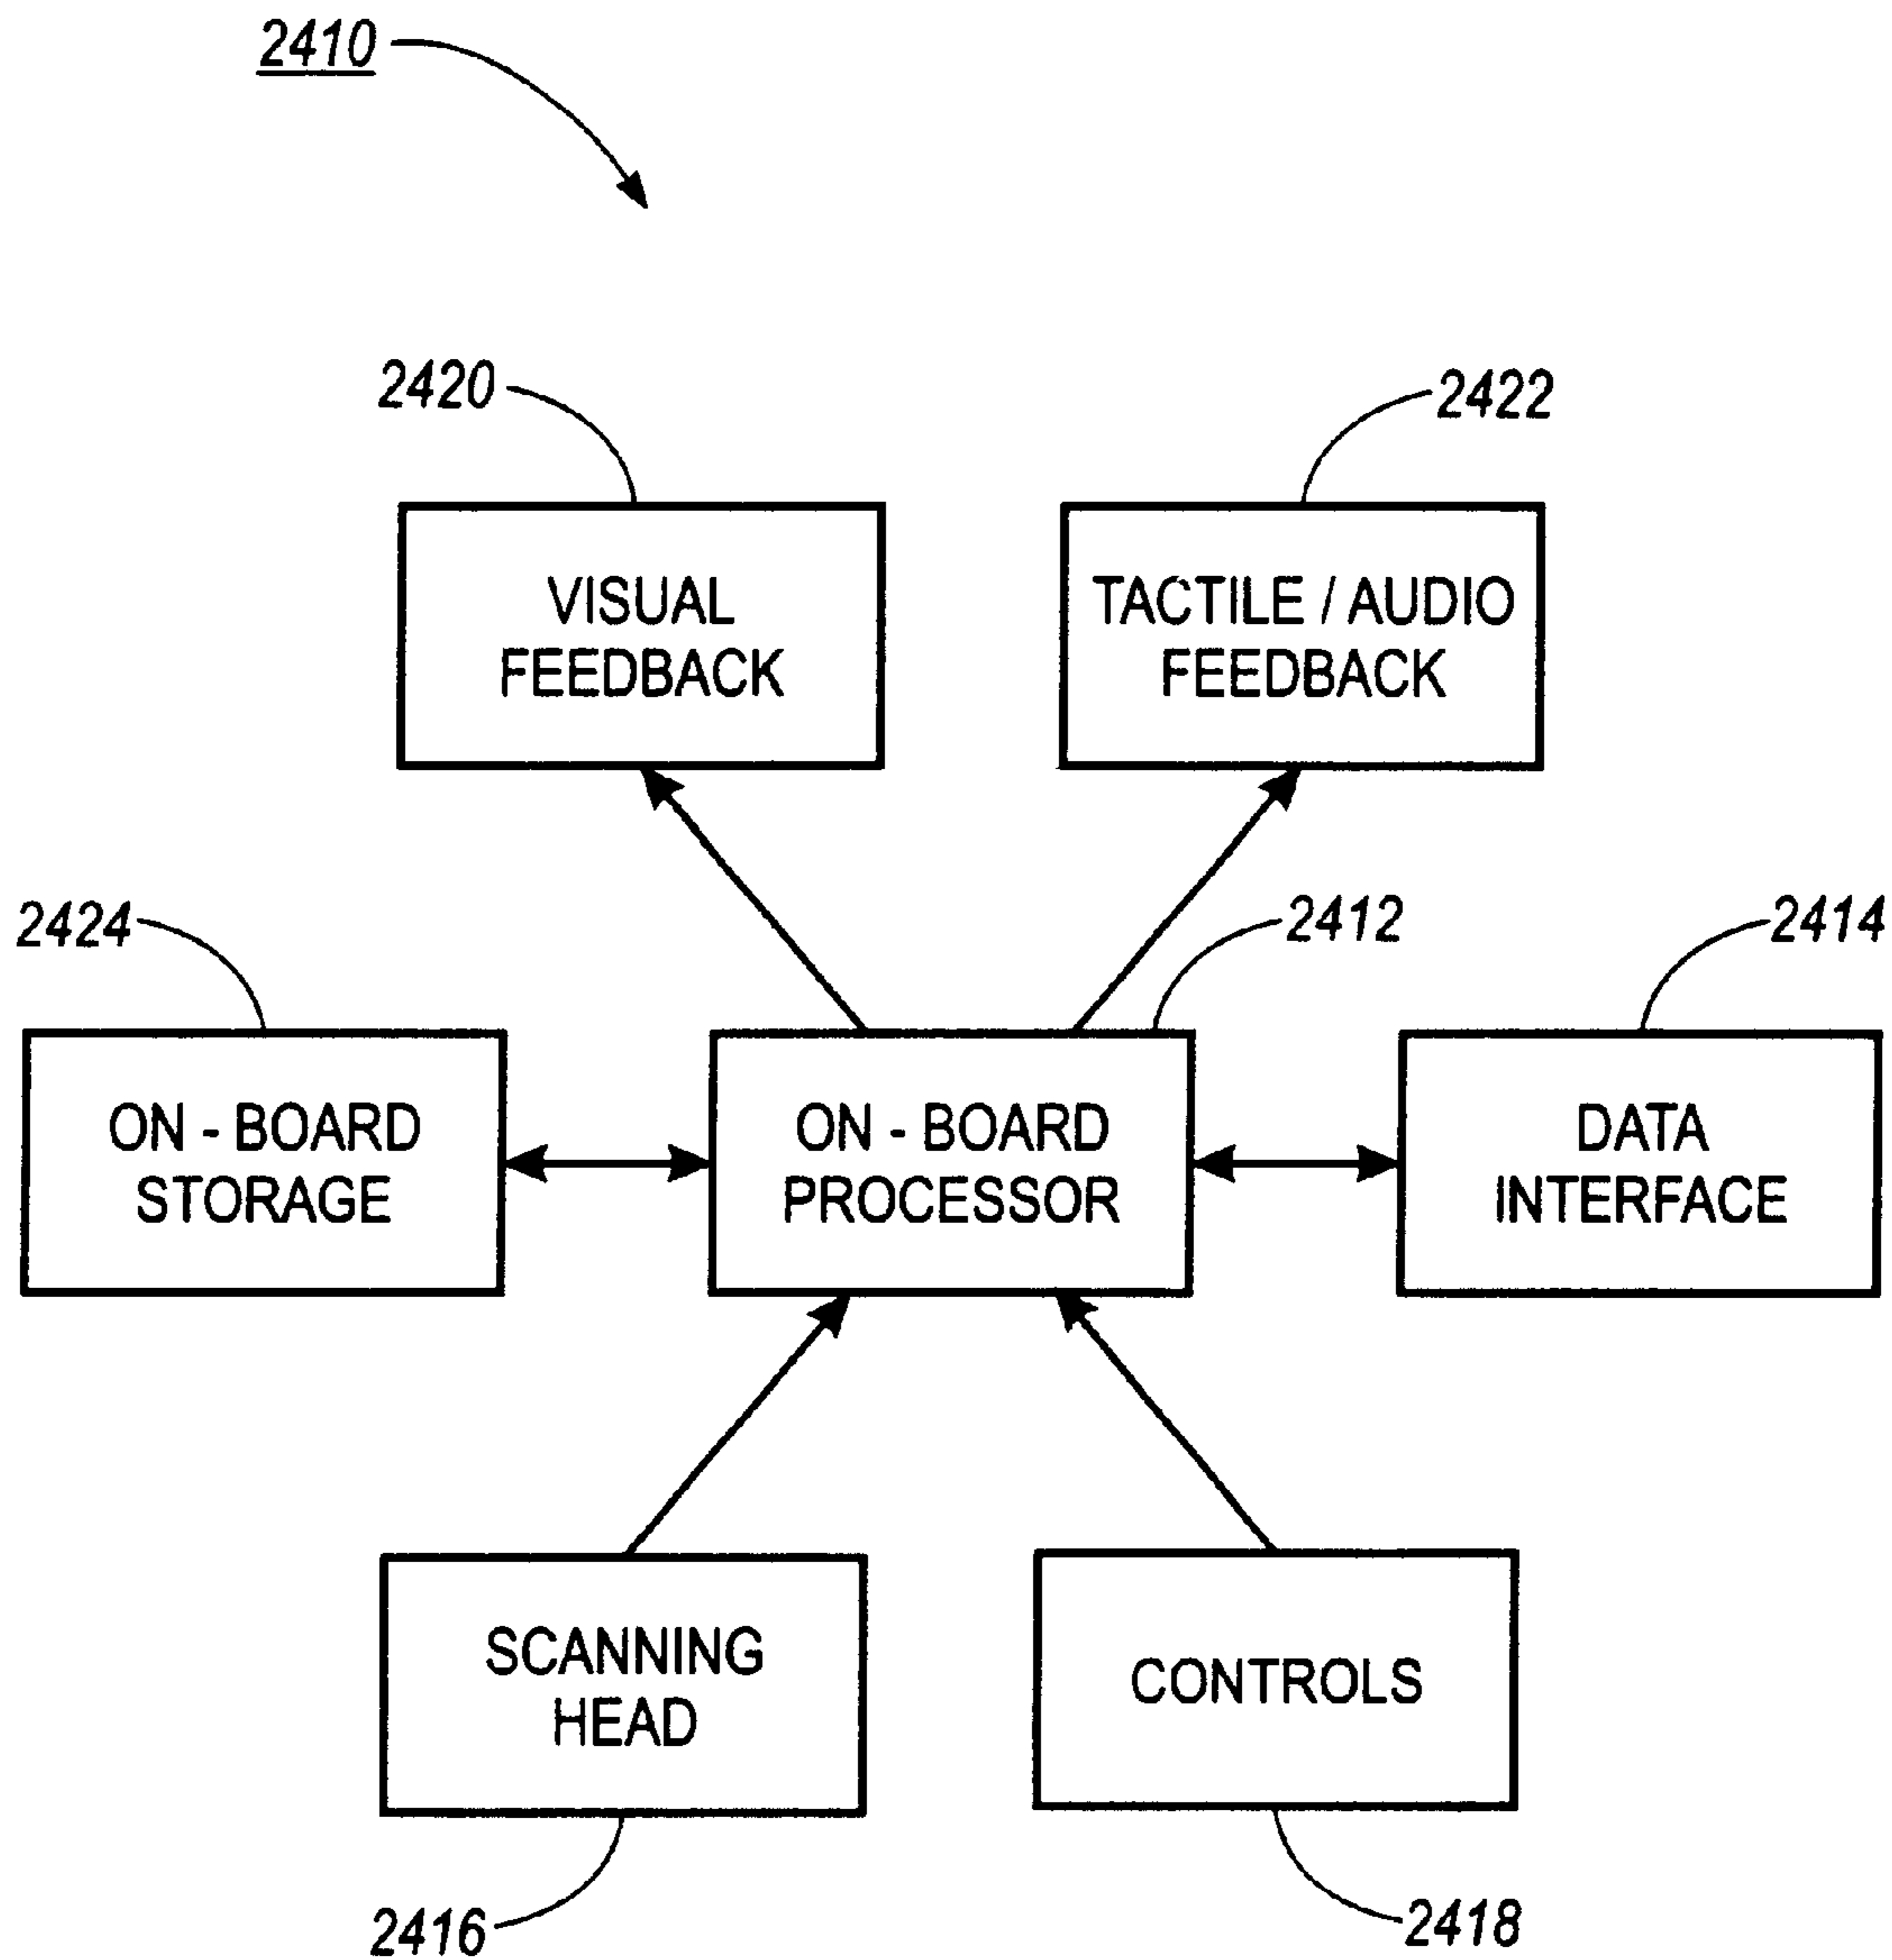 2410
2420
2422
VISUAL
FEEDBACK
TACTILE / AUDIO
FEEDBACK
2424
2412
2414
ON - BOARD
STORAGE
ON - BOARD
PROCESSOR
DATA
INTERFACE
SCANNING
HEAD
CONTROLS
2416
2418